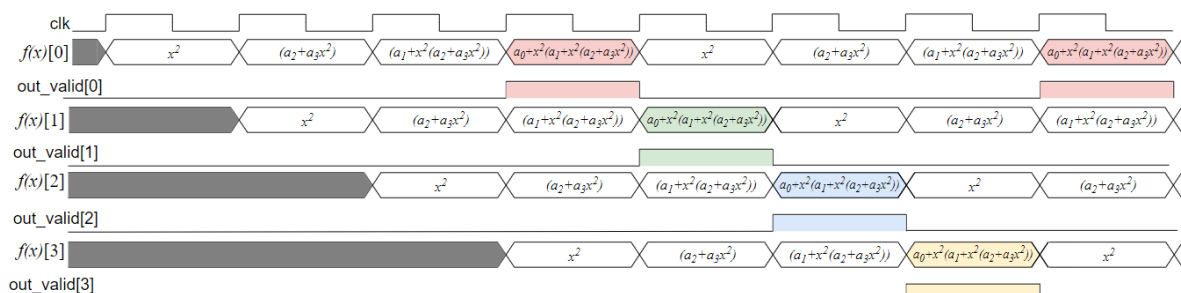 clk
f(x)[0] x² (a₂+a₃x²) (a₁+x²(a₂+a₃x²)) a₀+x²(a₁+x²(a₂+a₃x²)) x² (a₂+a₃x²) (a₁+x²(a₂+a₃x²)) a₀+x²(a₁+x²(a₂+a₃x²))
out_valid[0]
f(x)[1] x² (a₂+a₃x²) (a₁+x²(a₂+a₃x²)) a₀+x²(a₁+x²(a₂+a₃x²)) x² (a₂+a₃x²) (a₁+x²(a₂+a₃x²))
out_valid[1]
f(x)[2] x² (a₂+a₃x²) (a₁+x²(a₂+a₃x²)) a₀+x²(a₁+x²(a₂+a₃x²)) x² (a₂+a₃x²)
out_valid[2]
f(x)[3] x² (a₂+a₃x²) (a₁+x²(a₂+a₃x²)) a₀+x²(a₁+x²(a₂+a₃x²)) x²
out_valid[3]